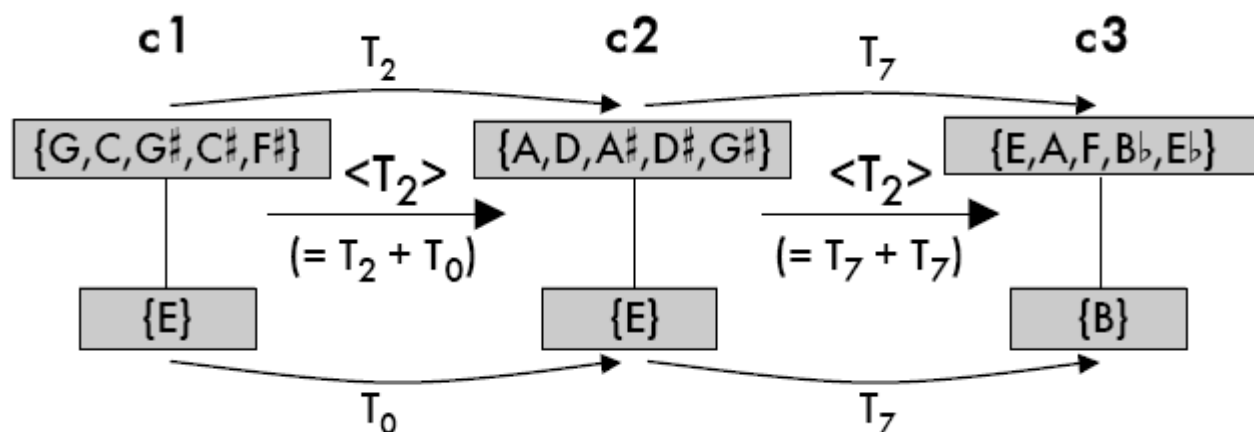 c1 c2 c3
T₂ T₇
{G,C,G♯,C♯,F♯} {A,D,A♯,D♯,G♯} {E,A,F,B♭,E♭}
<T₂> <T₂>
(= T₂ + T₀) (= T₇ + T₇)
{E} {E} {B}
T₀ T₇